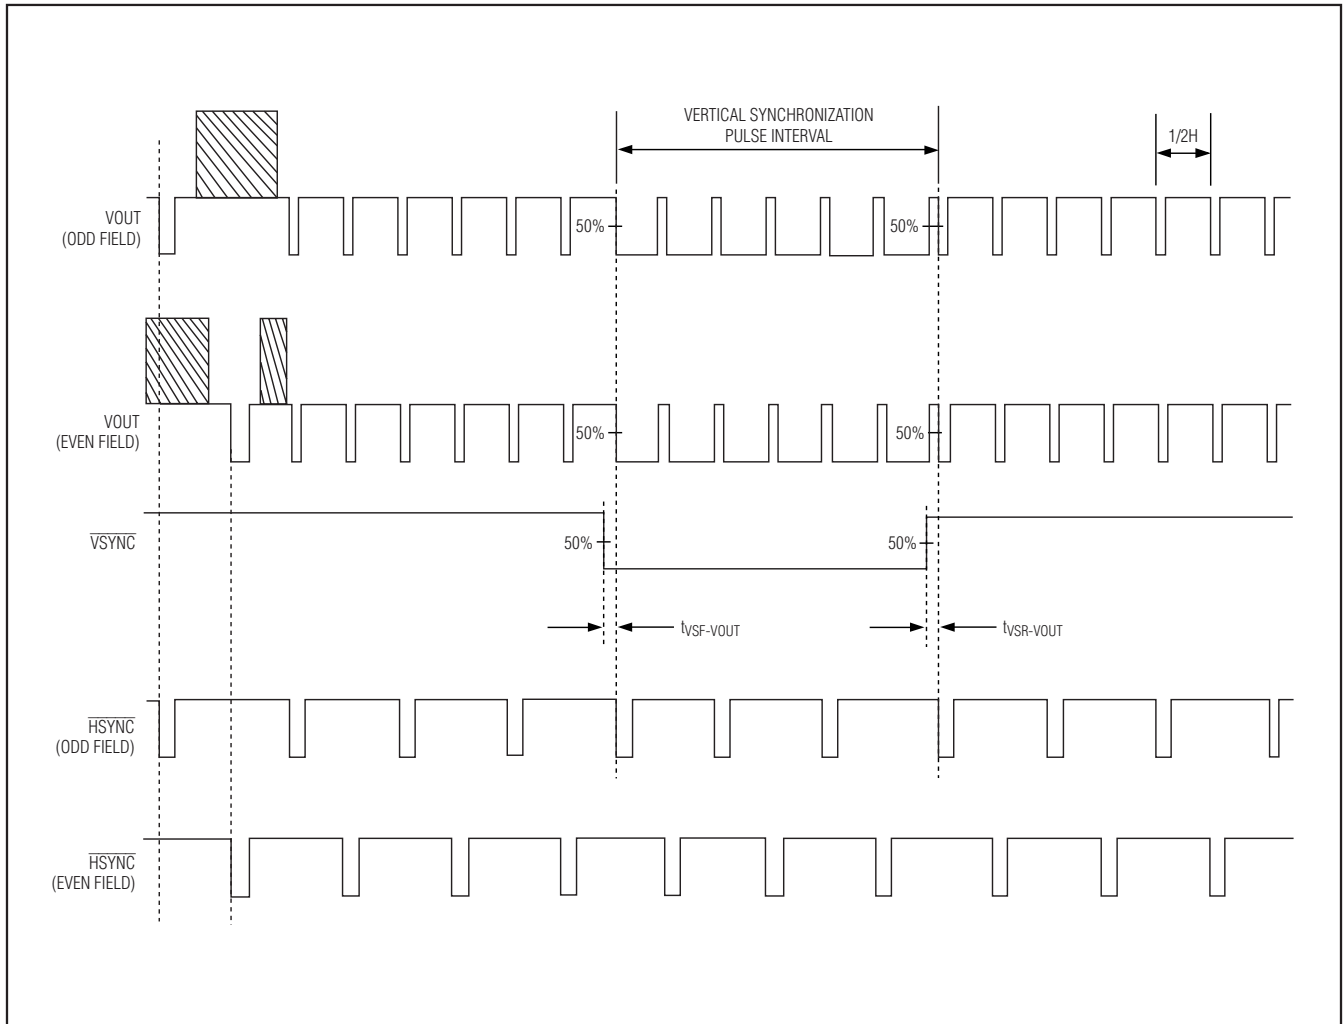 VERTICAL SYNCHRONIZATION
PULSE INTERVAL
1/2H
VOUT
(ODD FIELD)
50%
50%
VOUT
(EVEN FIELD)
50%
50%
VSYNC
50%
50%
tVSF-VOUT
tVSR-VOUT
HSYNC
(ODD FIELD)
HSYNC
(EVEN FIELD)